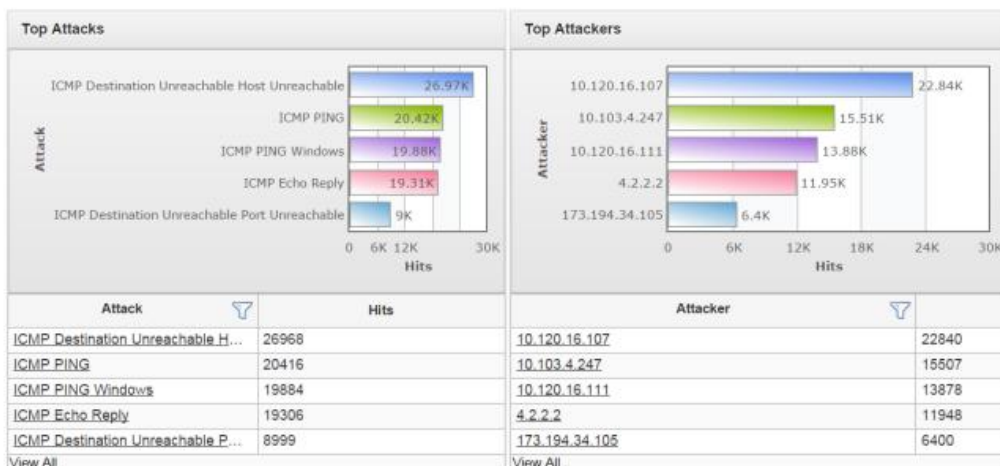 Top Attacks
Attack
ICMP Destination Unreachable Host Unreachable
26.97K
ICMP PING
20.42K
ICMP PING Windows
19.88K
ICMP Echo Reply
19.31K
ICMP Destination Unreachable Port Unreachable
9K
0 6K 12K 30K
Hits
Attack Hits
ICMP Destination Unreachable H... 26968
ICMP PING 20416
ICMP PING Windows 19884
ICMP Echo Reply 19306
ICMP Destination Unreachable P... 8999
View All
Top Attackers
Attacker
10.120.16.107
22.84K
10.103.4.247
15.51K
10.120.16.111
13.88K
4.2.2.2
11.95K
173.194.34.105
6.4K
0 6K 12K 18K 24K 30K
Hits
Attacker
10.120.16.107 22840
10.103.4.247 15507
10.120.16.111 13878
4.2.2.2 11948
173.194.34.105 6400
View All